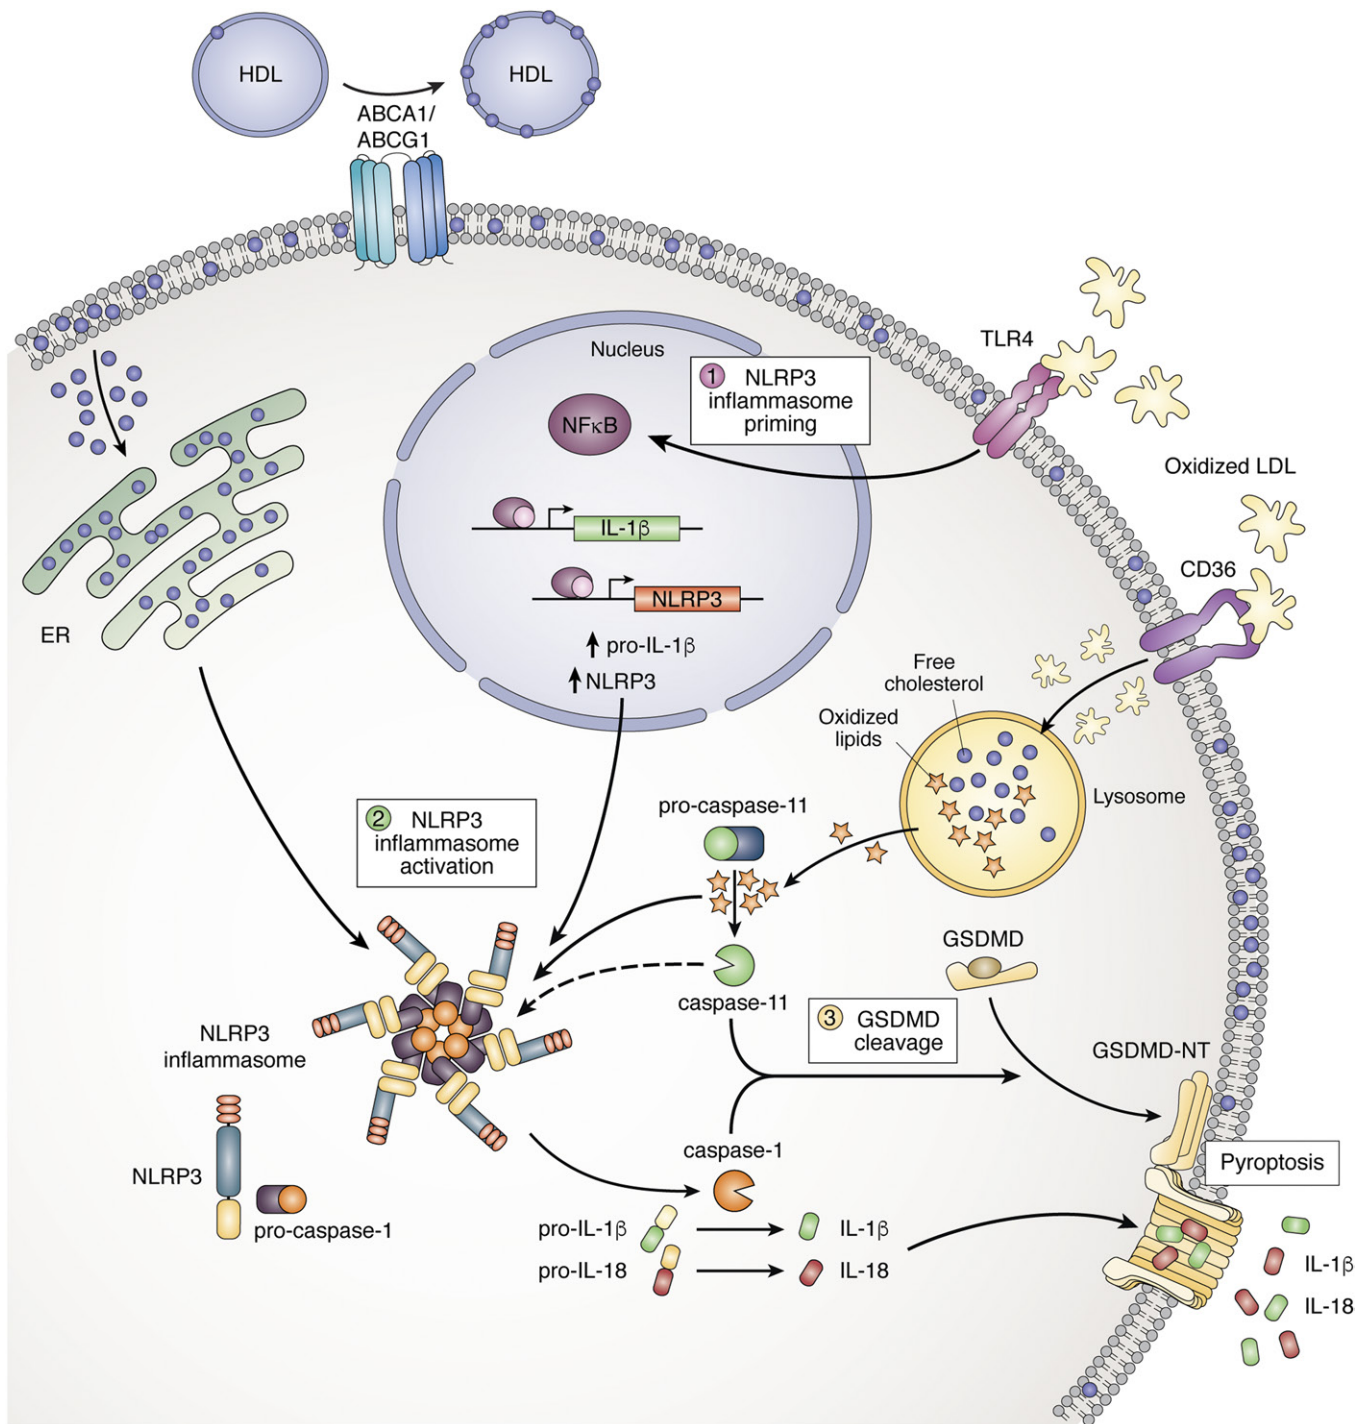 HDL
HDL
ABCA1/
ABCG1
TLR4
Nucleus
1 NLRP3
inflammasome
priming
NFκB
Oxidized LDL
IL-1β
CD36
NLRP3
ER
pro-IL-1β
NLRP3
Free
cholesterol
Oxidized
lipids
Lysosome
pro-caspase-11
2 NLRP3
inflammasome
activation
GSDMD
caspase-11
3 GSDMD
cleavage
NLRP3
inflammasome
GSDMD-NT
caspase-1
Pyroptosis
NLRP3
pro-caspase-1
pro-IL-1β
IL-1β
pro-IL-18
IL-18
IL-1β
IL-18